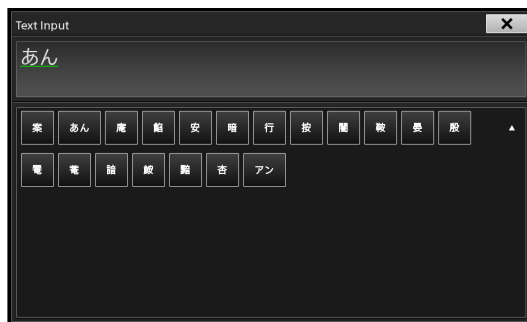 Text Input
あん
案 あん 庵 餡 安 暗 行 按 闇 鞍 晏 殷
菴 諳 鮟 黯 杏 アン